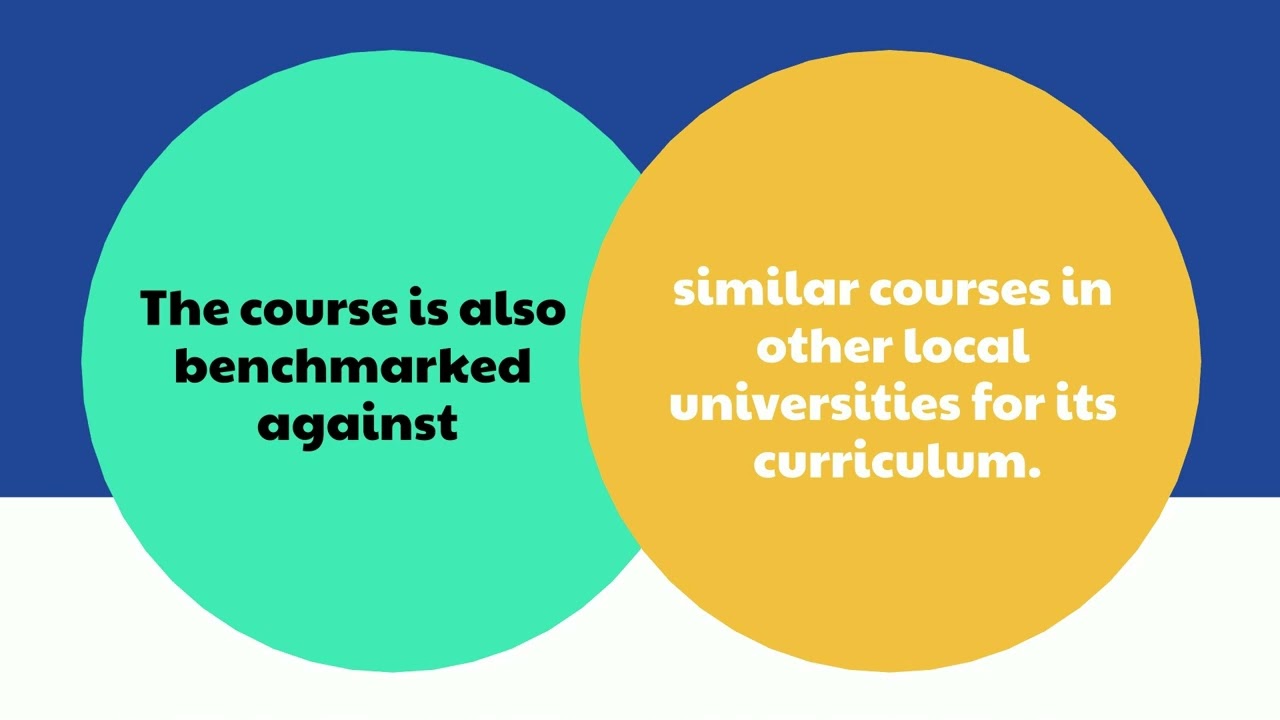 The course is also
benchmarked
against
similar courses in
other local
universities for its
curriculum.